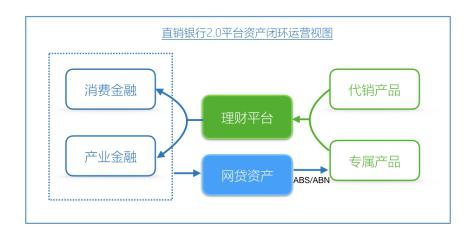 直销银行2.0平台资产闭环运营视图
消费金融
理财平台
代销产品
产业金融
网贷资产
ABS/ABN
专属产品